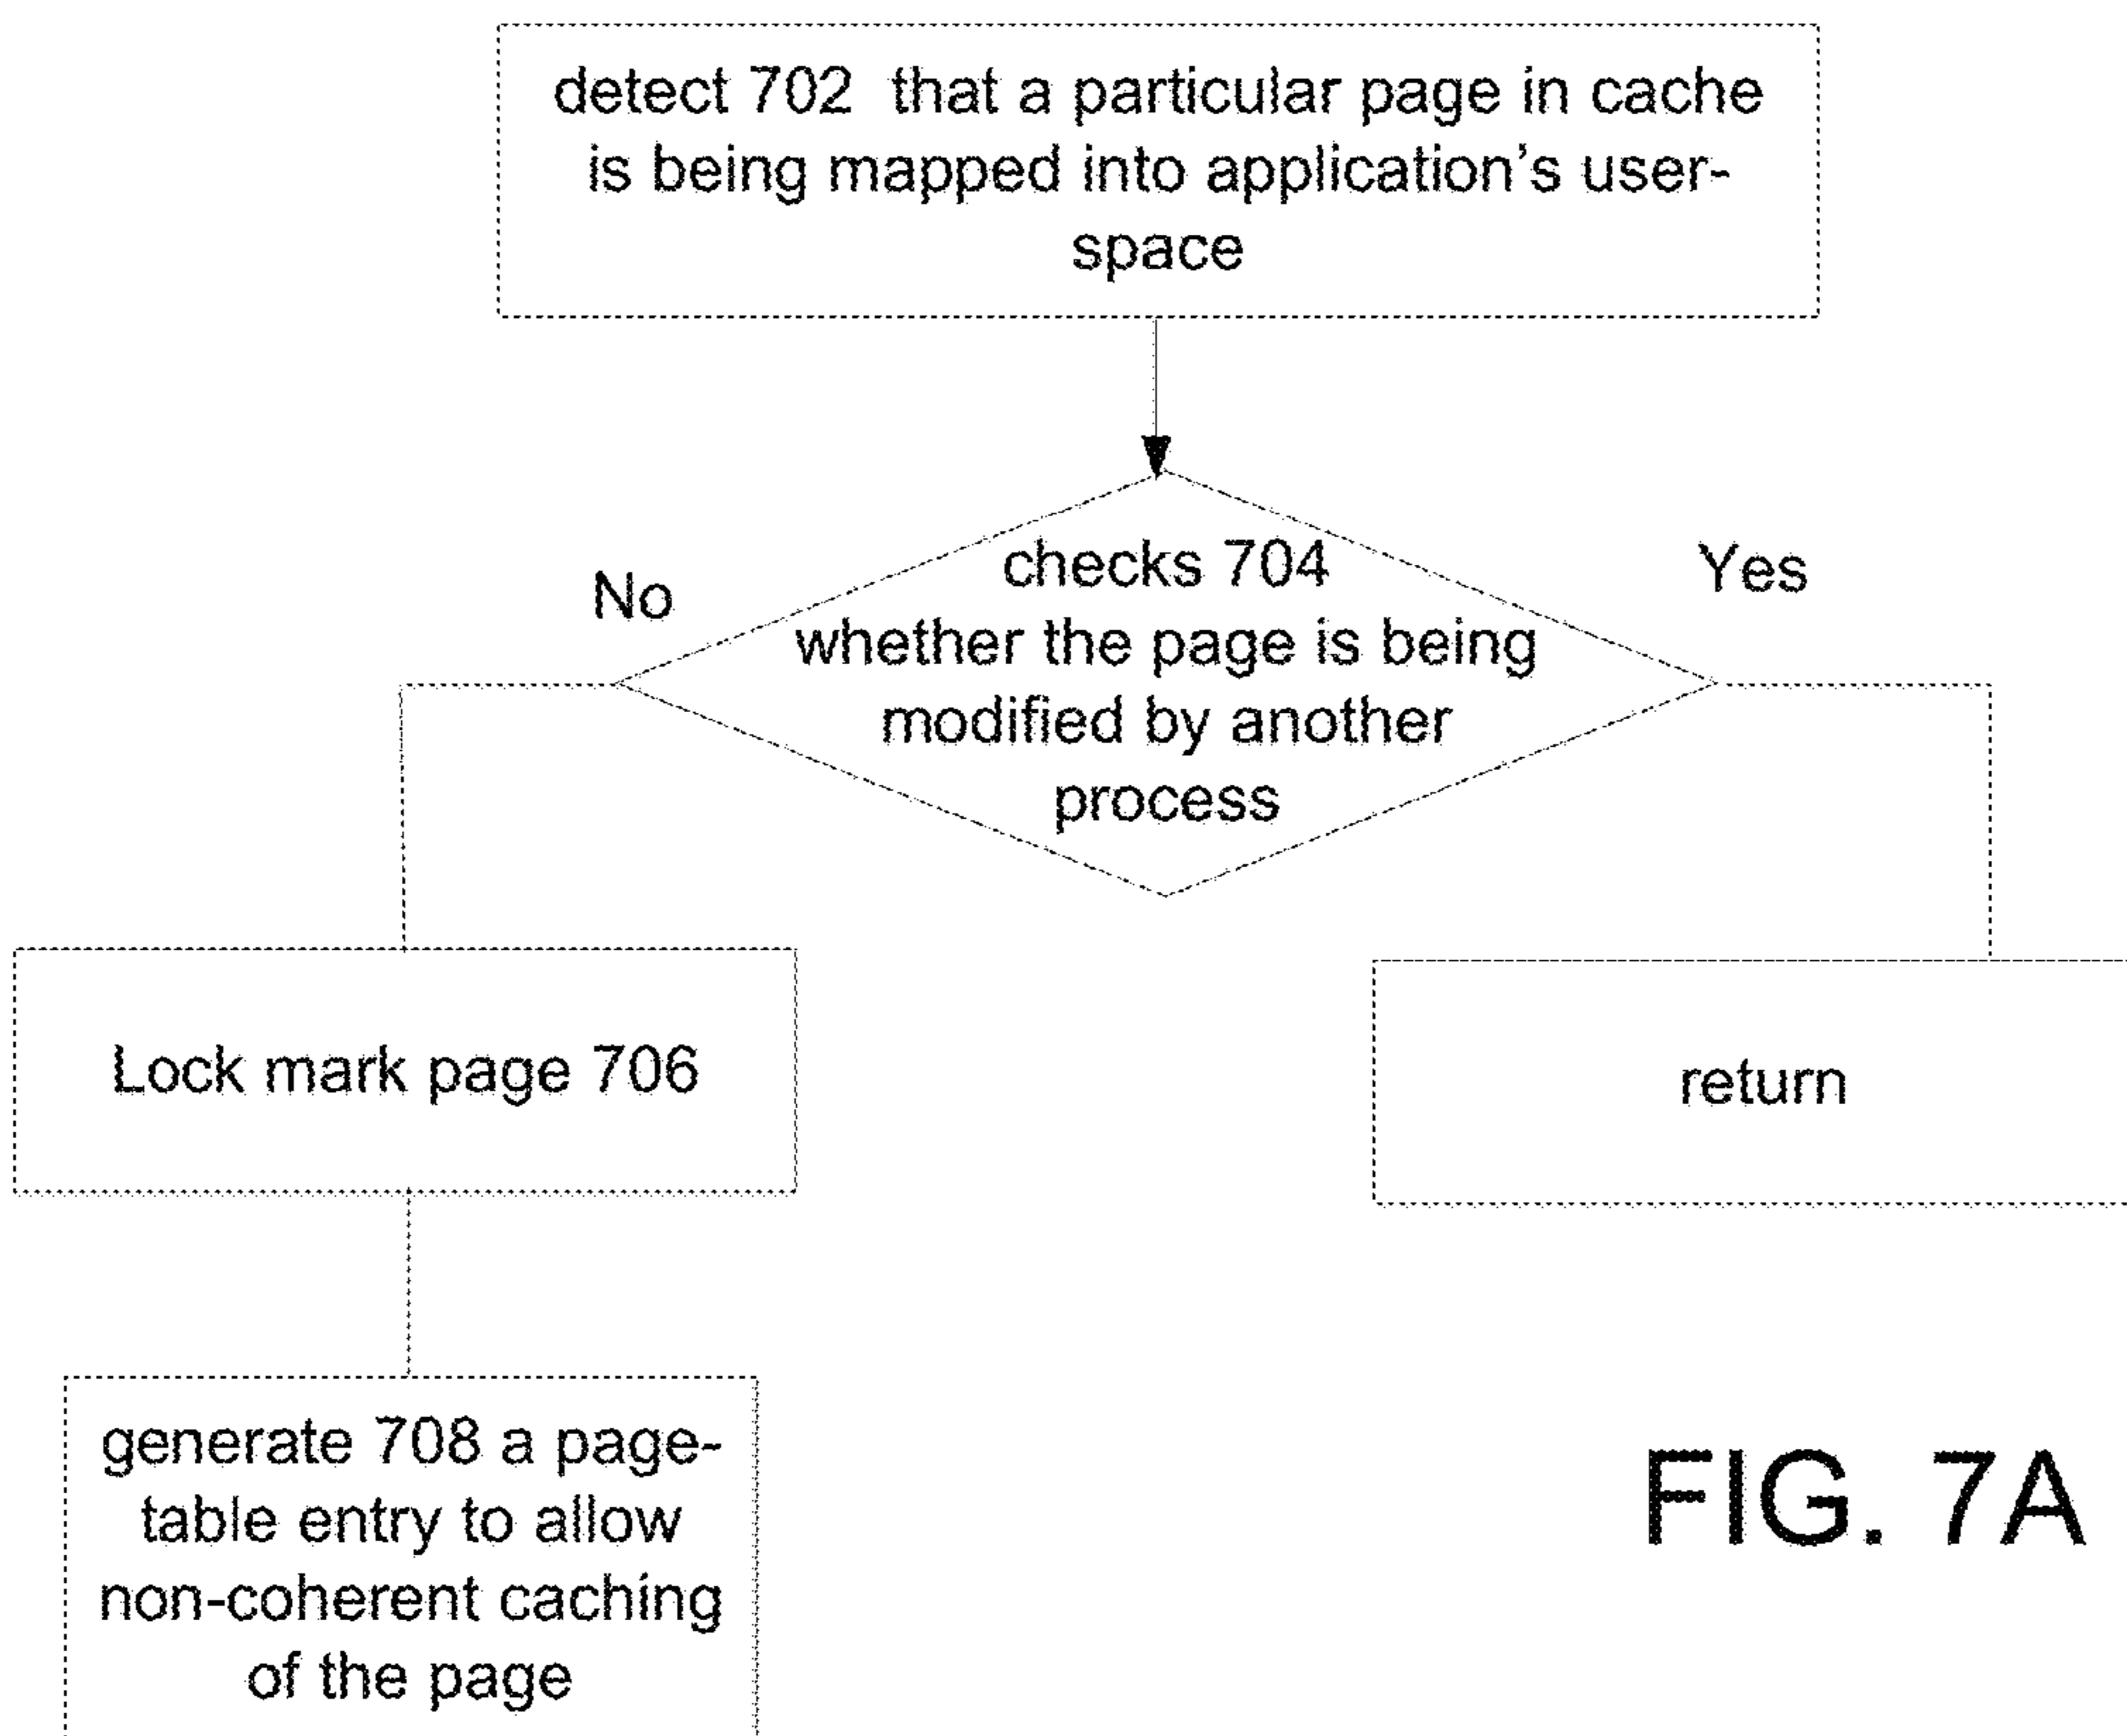 detect 702 that a particular page in cache
is being mapped into application's user-
space
checks 704
whether the page is being
modified by another
process
No
Yes
Lock mark page 706
return
generate 708 a page-
table entry to allow
non-coherent caching
of the page
FIG. 7A